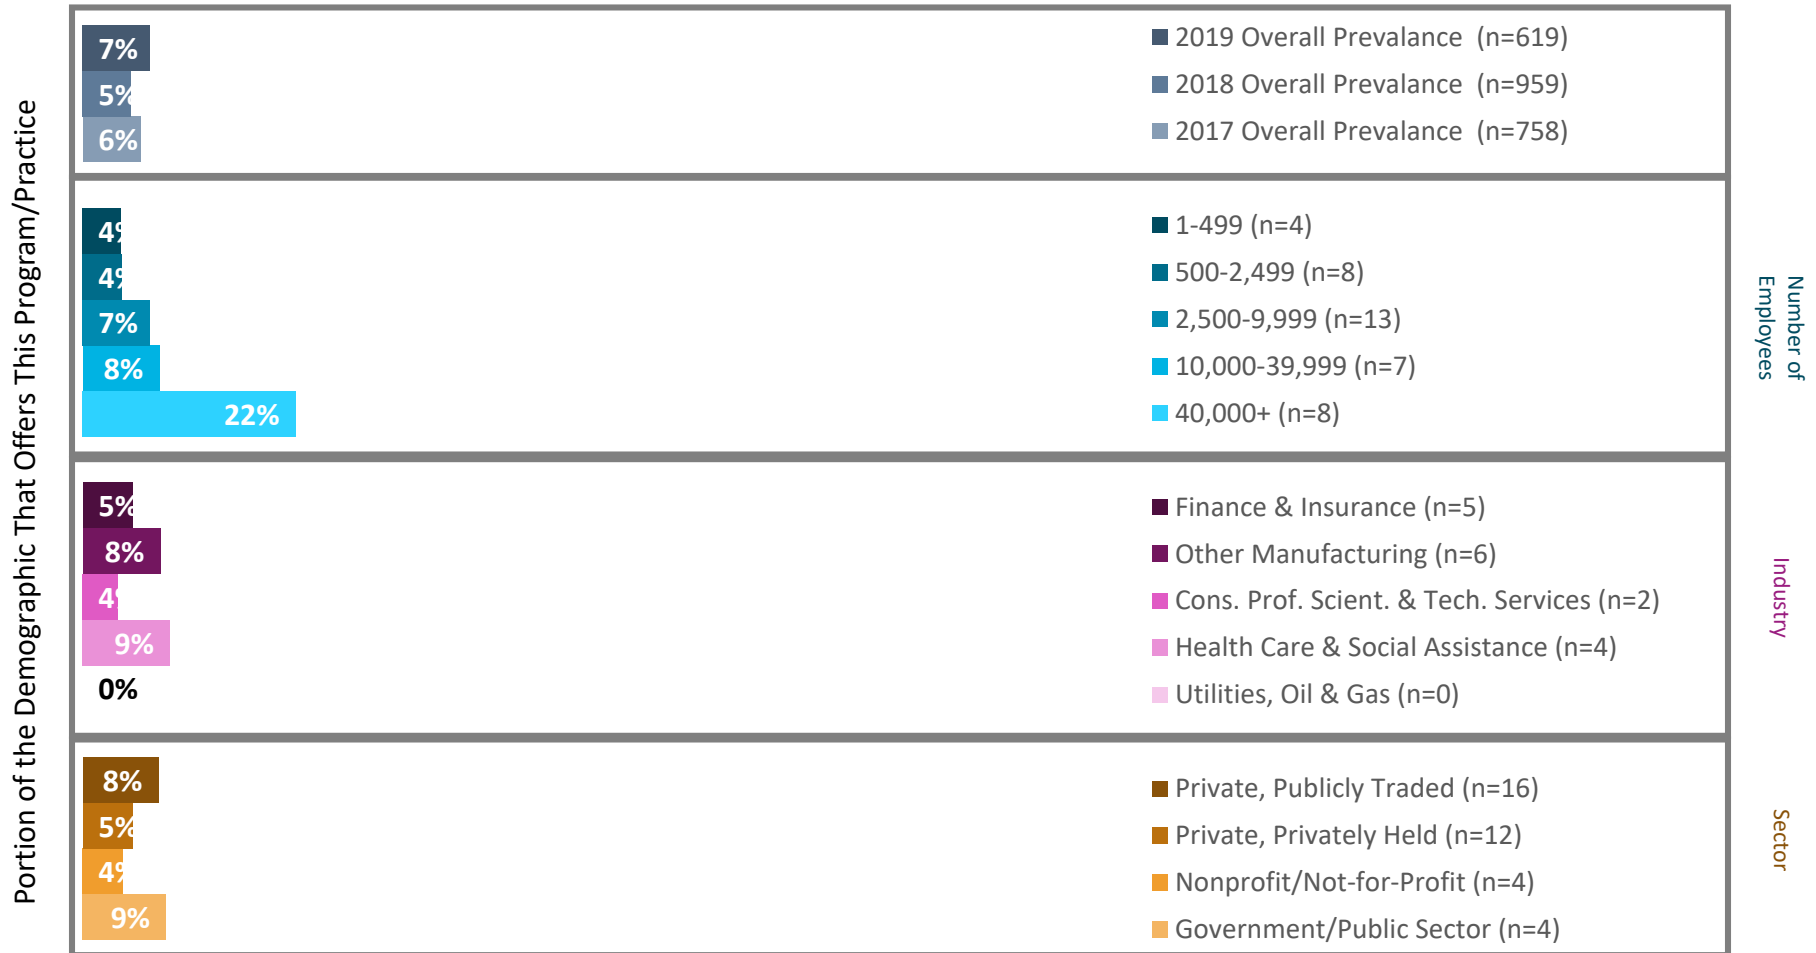 Portion of the Demographic That Offers This Program/Practice
7%
5%
6%
2019 Overall Prevalance (n=619)
2018 Overall Prevalance (n=959)
2017 Overall Prevalance (n=758)
4%
4%
7%
8%
22%
1-499 (n=4)
500-2,499 (n=8)
2,500-9,999 (n=13)
10,000-39,999 (n=7)
40,000+ (n=8)
Number of
Employees
5%
8%
4%
9%
0%
Finance & Insurance (n=5)
Other Manufacturing (n=6)
Cons. Prof. Scient. & Tech. Services (n=2)
Health Care & Social Assistance (n=4)
Utilities, Oil & Gas (n=0)
Industry
8%
5%
4%
9%
Private, Publicly Traded (n=16)
Private, Privately Held (n=12)
Nonprofit/Not-for-Profit (n=4)
Government/Public Sector (n=4)
Sector